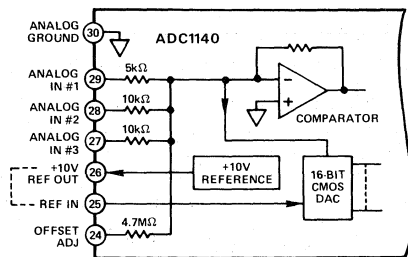 ANALOG
GROUND
30
ADC1140
ANALOG
IN #1
29
5kΩ
ANALOG
IN #2
28
10kΩ
ANALOG
IN #3
27
10kΩ
−
+
COMPARATOR
+10V
REF OUT
26
+10V
REFERENCE
16-BIT
CMOS
DAC
REF IN
25
OFFSET
ADJ
24
4.7MΩ